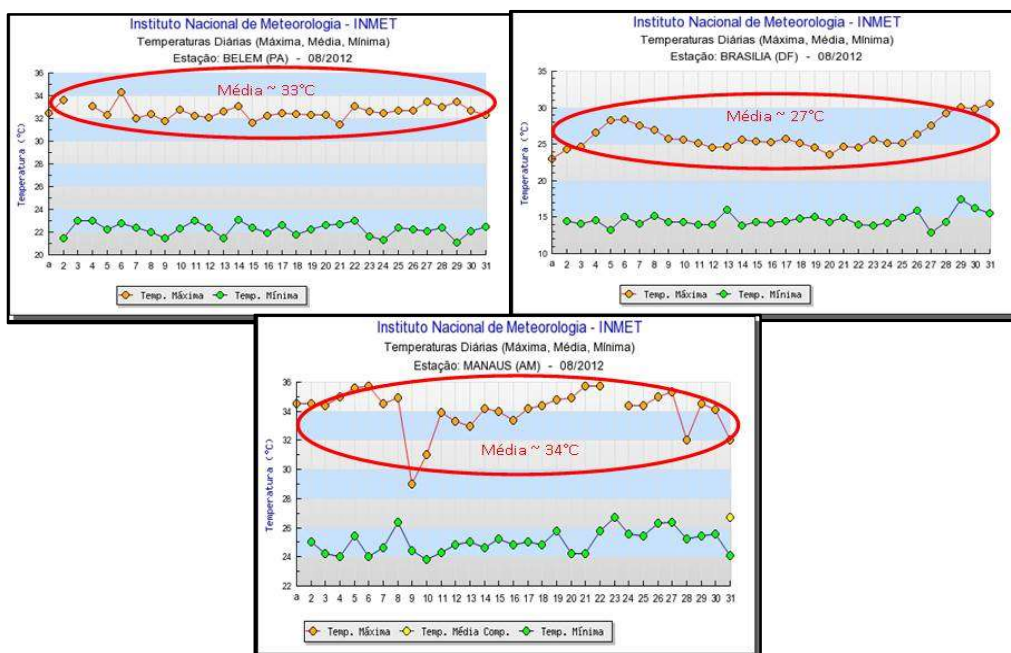 Instituto Nacional de Meteorologia - INMET
Temperaturas Diárias (Máxima, Média, Mínima)
Estação: BELEM (PA) - 08/2012
Média ~ 33°C
Temperatura (°C)
36
34
32
30
28
26
24
22
20
a 2 3 4 5 6 7 8 9 10 11 12 13 14 15 16 17 18 19 20 21 22 23 24 25 26 27 28 29 30 31
Temp. Máxima Temp. Mínima
Instituto Nacional de Meteorologia - INMET
Temperaturas Diárias (Máxima, Média, Mínima)
Estação: BRASILIA (DF) - 08/2012
Média ~ 27°C
Temperatura (°C)
35
30
25
20
15
10
a 2 3 4 5 6 7 8 9 10 11 12 13 14 15 16 17 18 19 20 21 22 23 24 25 26 27 28 29 30 31
Temp. Máxima Temp. Mínima
Instituto Nacional de Meteorologia - INMET
Temperaturas Diárias (Máxima, Média, Mínima)
Estação: MANAUS (AM) - 08/2012
Média ~ 34°C
Temperatura (°C)
36
34
32
30
28
26
24
22
a 2 3 4 5 6 7 8 9 10 11 12 13 14 15 16 17 18 19 20 21 22 23 24 25 26 27 28 29 30 31
Temp. Máxima Temp. Média Comp. Temp. Mínima